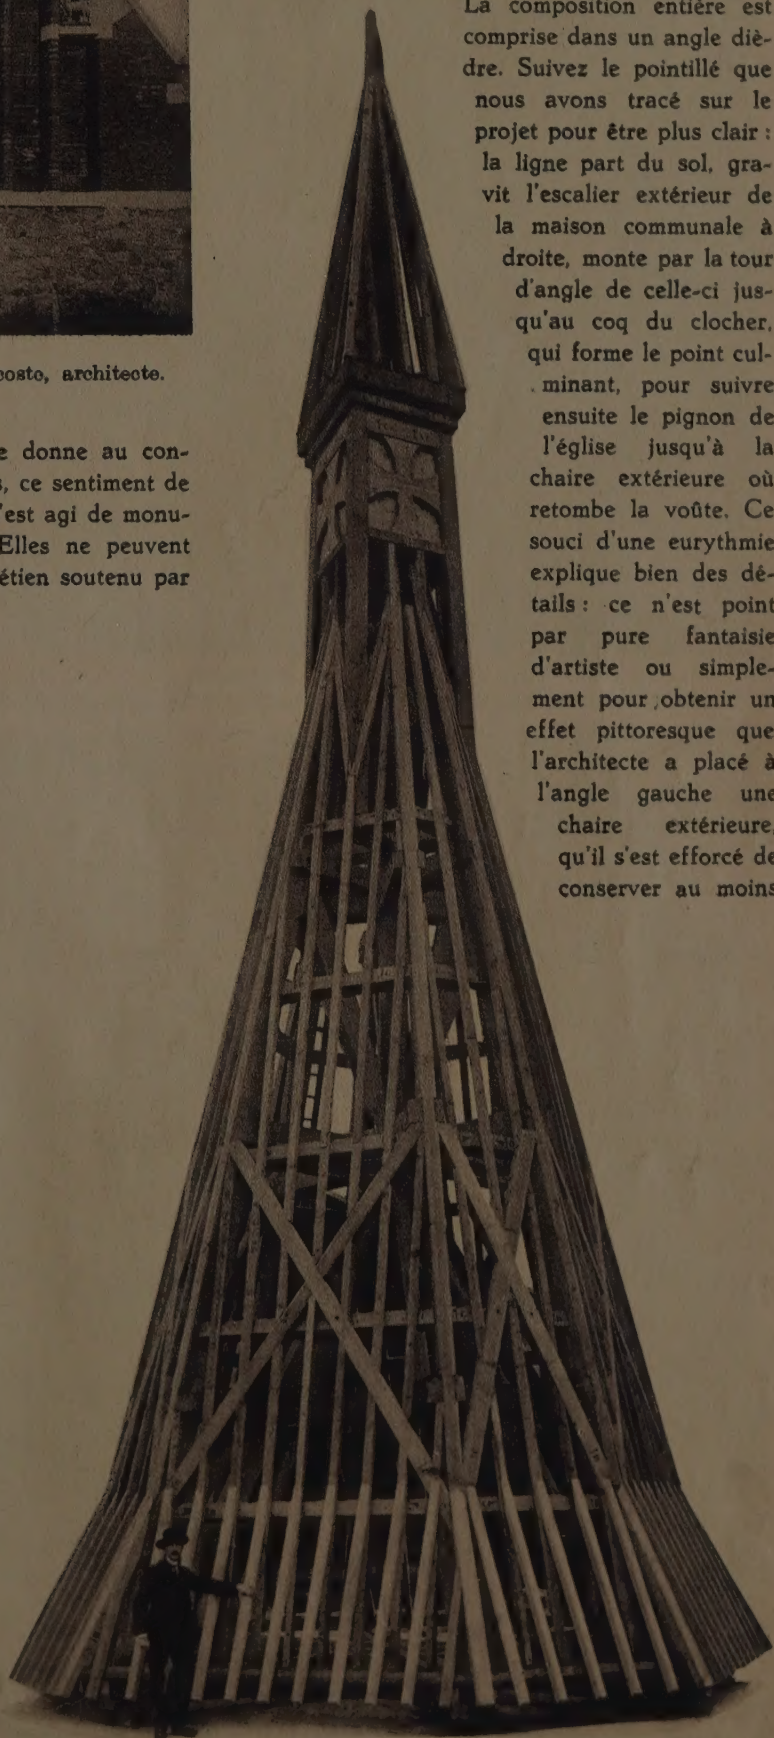 architecte.
e donne au con-
s, ce sentiment de
'est agi de monu-
Elles ne peuvent
étien soutenu par
La composition entière est
comprise dans un angle diè-
dre. Suivez le pointillé que
nous avons tracé sur le
projet pour être plus clair :
la ligne part du sol, gra-
vit l'escalier extérieur de
la maison communale à
droite, monte par la tour
d'angle de celle-ci jus-
qu'au coq du clocher,
qui forme le point cul-
minant, pour suivre
ensuite le pignon de
l'église jusqu'à la
chaire extérieure où
retombe la voûte. Ce
souci d'une eurythmie
explique bien des dé-
tails : ce n'est point
par pure fantaisie
d'artiste ou simple-
ment pour obtenir un
effet pittoresque que
l'architecte a placé à
l'angle gauche une
chaire extérieure,
qu'il s'est efforcé de
conserver au moins